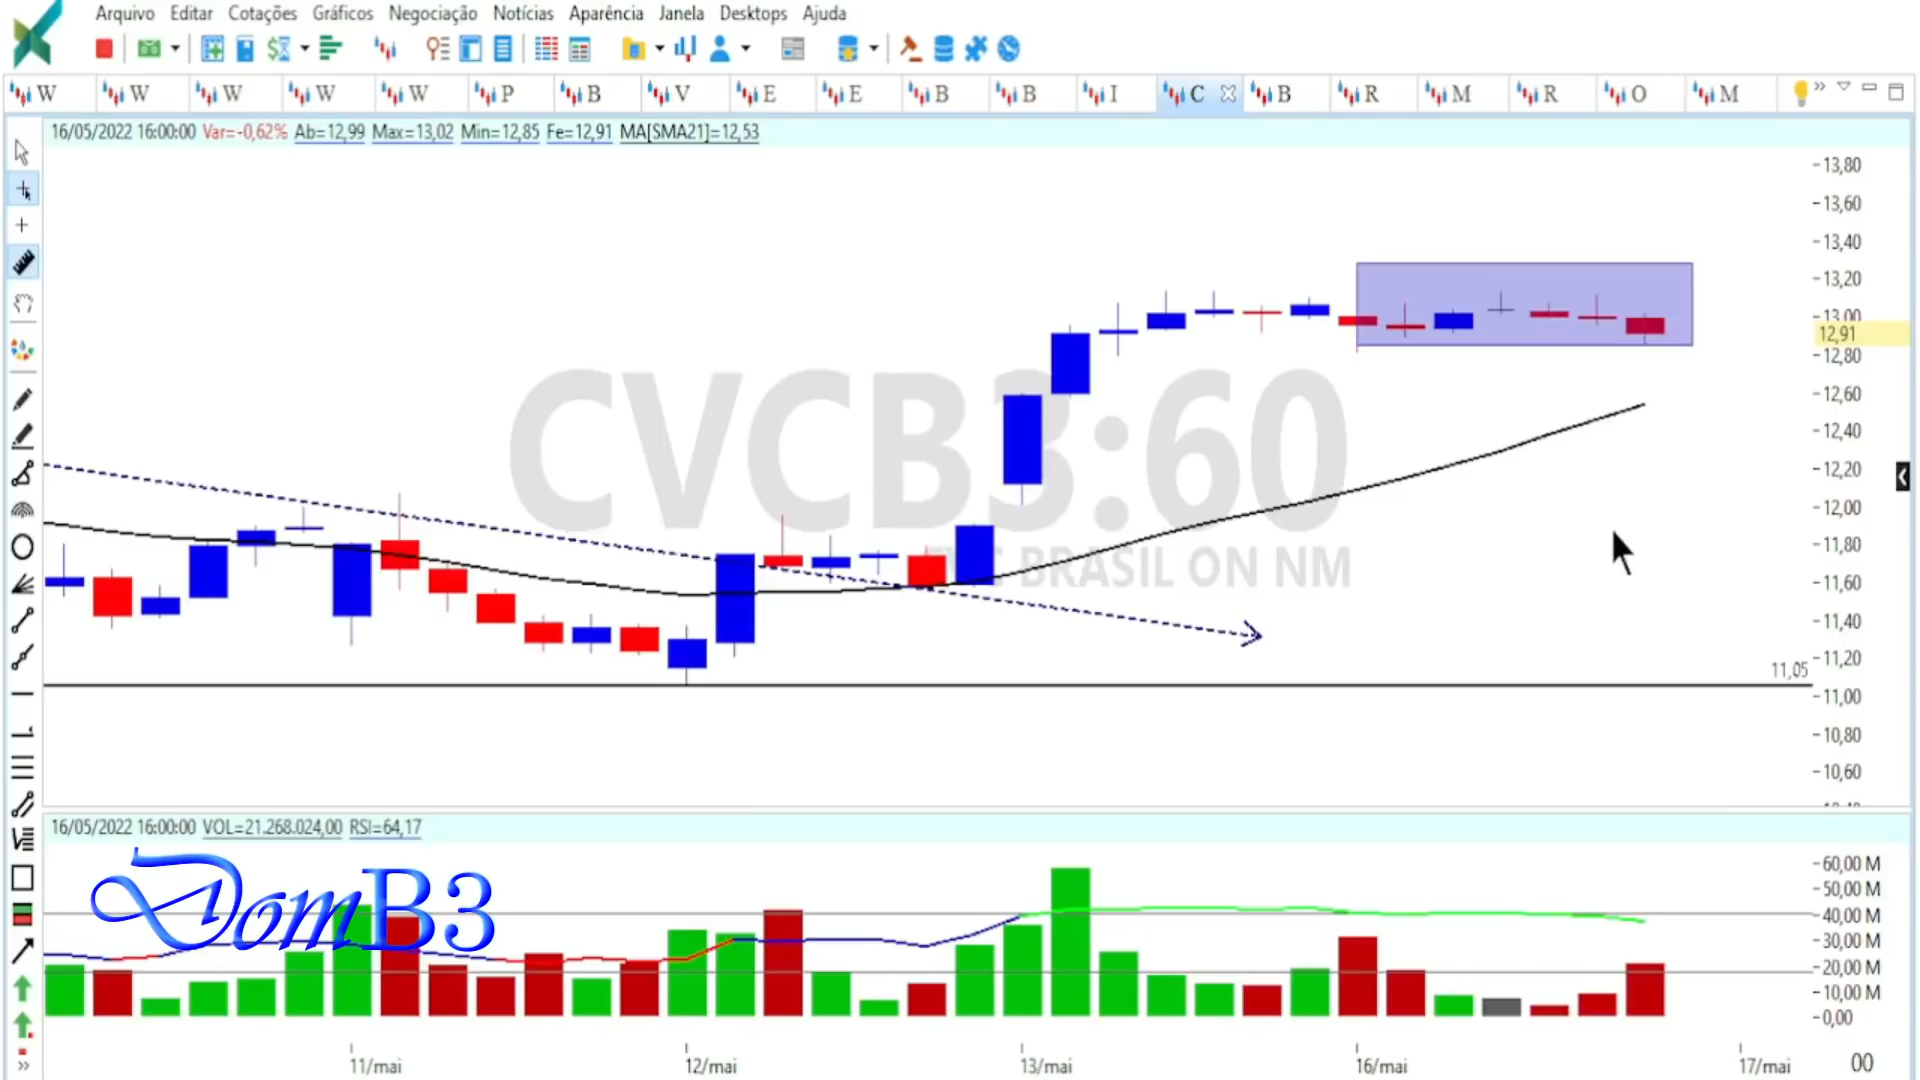 Arquivo Editar Cotações Gráficos Negociação Notícias Aparência Janela Desktops Ajuda
W W W W W P B V E E B B I C B R M R O M
16/05/2022 16:00:00 Var=-0,62% Ab=12,99 Max=13,02 Min=12,85 Fe=12,91 MA[SMA21]=12,53
13,80
13,60
13,40
13,20
13,00
12,91
12,80
12,60
12,40
12,20
12,00
11,80
11,60
11,40
11,20
11,05
11,00
10,80
10,60
CVCB3:60
BRASIL ON NM
16/05/2022 16:00:00 VOL=21.268.024,00 RSI=64,17
DomB3
60,00 M
50,00 M
40,00 M
30,00 M
20,00 M
10,00 M
0,00
11/mai 12/mai 13/mai 16/mai 17/mai 00